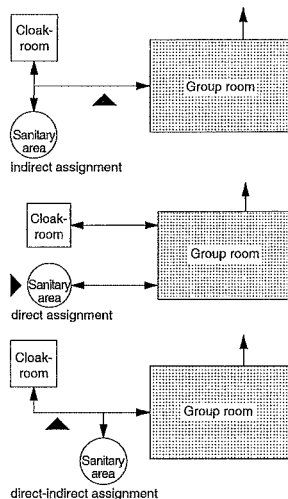 Cloak-
room
Group room
Sanitary
area
indirect assignment
Cloak-
room
Group room
Sanitary
area
direct assignment
Cloak-
room
Group room
Sanitary
area
direct-indirect assignment